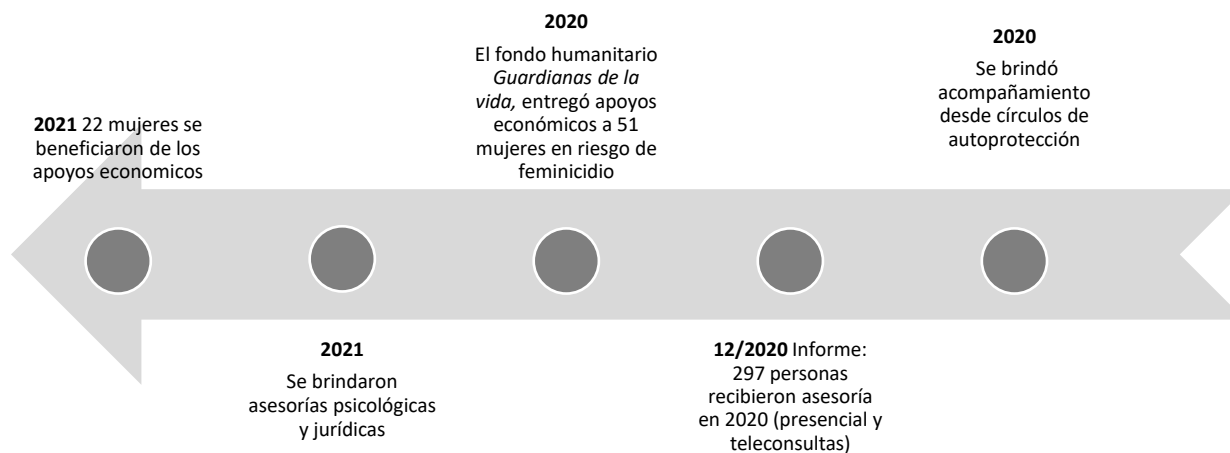 2021 22 mujeres se
beneficiaron de los
apoyos economicos
2021
Se brindaron
asesorías psicológicas
y jurídicas
2020
El fondo humanitario
Guardianas de la
vida, entregó apoyos
económicos a 51
mujeres en riesgo de
feminicidio
12/2020 Informe:
297 personas
recibieron asesoría
en 2020 (presencial y
teleconsultas)
2020
Se brindó
acompañamiento
desde círculos de
autoprotección